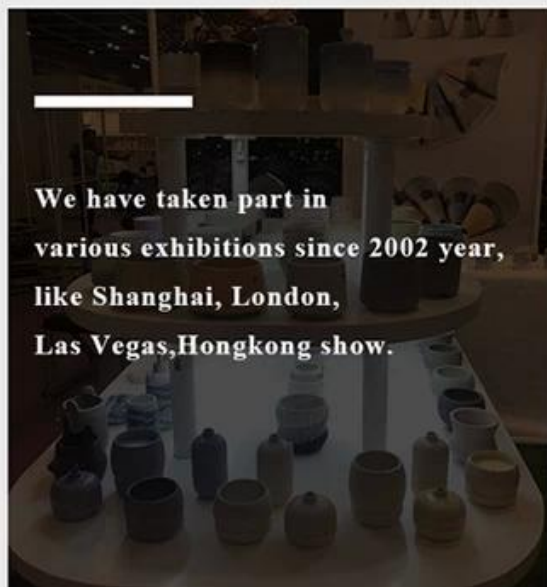 We have taken part in
various exhibitions since 2002 year,
like Shanghai, London,
Las Vegas,Hongkong show.